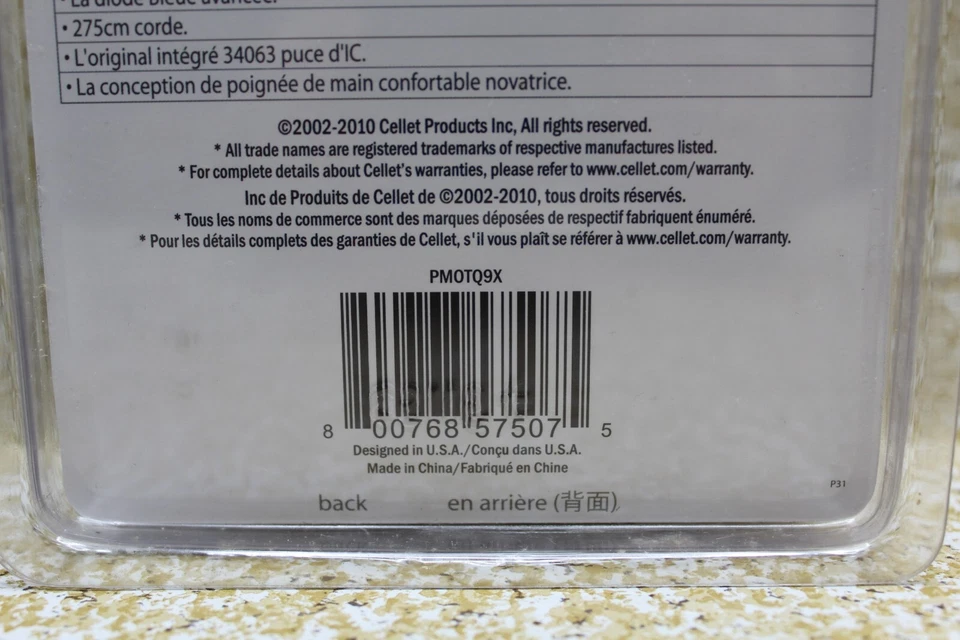 • La diode bleue avancée.
• 275cm corde.
• L'original intégré 34063 puce d'IC.
• La conception de poignée de main confortable novatrice.
©2002-2010 Cellet Products Inc, All rights reserved.
* All trade names are registered trademarks of respective manufactures listed.
* For complete details about Cellet's warranties, please refer to www.cellet.com/warranty.
Inc de Produits de Cellet de ©2002-2010, tous droits réservés.
* Tous les noms de commerce sont des marques déposées de respectif fabriquent énuméré.
* Pour les détails complets des garanties de Cellet, s'il vous plaît se référer à www.cellet.com/warranty.
PMOTQ9X
8 00768 57507 5
Designed in U.S.A./Conçu dans U.S.A.
Made in China/Fabriqué en Chine
P31
back en arrière (背面)